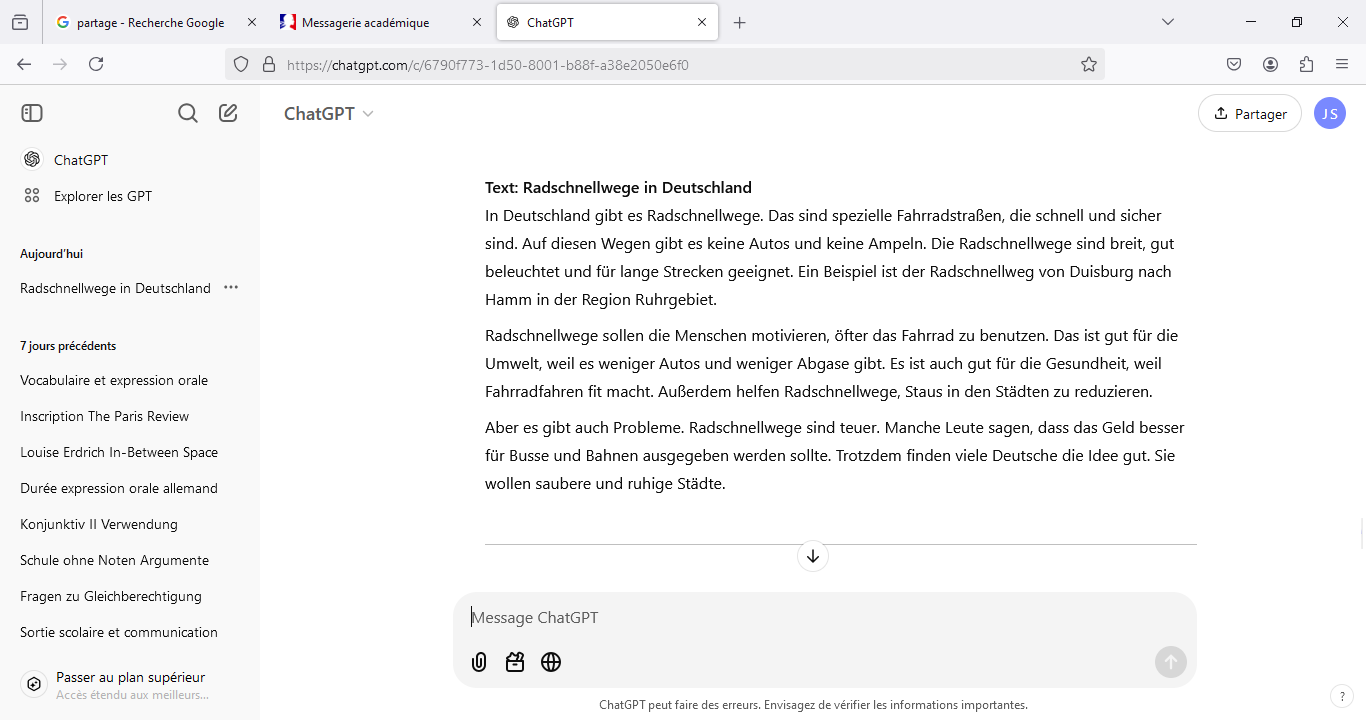 partage - Recherche Google
Messagerie académique
ChatGPT
https://chatgpt.com/c/6790f773-1d50-8001-b88f-a38e2050e6f0
ChatGPT
Partager
JS
ChatGPT
Explorer les GPT
Aujourd'hui
Radschnellwege in Deutschland
7 jours précédents
Vocabulaire et expression orale
Inscription The Paris Review
Louise Erdrich In-Between Space
Durée expression orale allemand
Konjunktiv II Verwendung
Schule ohne Noten Argumente
Fragen zu Gleichberechtigung
Sortie scolaire et communication
Passer au plan supérieur
Accès étendu aux meilleurs...
Text: Radschnellwege in Deutschland
In Deutschland gibt es Radschnellwege. Das sind spezielle Fahrradstraßen, die schnell und sicher
sind. Auf diesen Wegen gibt es keine Autos und keine Ampeln. Die Radschnellwege sind breit, gut
beleuchtet und für lange Strecken geeignet. Ein Beispiel ist der Radschnellweg von Duisburg nach
Hamm in der Region Ruhrgebiet.
Radschnellwege sollen die Menschen motivieren, öfter das Fahrrad zu benutzen. Das ist gut für die
Umwelt, weil es weniger Autos und weniger Abgase gibt. Es ist auch gut für die Gesundheit, weil
Fahrradfahren fit macht. Außerdem helfen Radschnellwege, Staus in den Städten zu reduzieren.
Aber es gibt auch Probleme. Radschnellwege sind teuer. Manche Leute sagen, dass das Geld besser
für Busse und Bahnen ausgegeben werden sollte. Trotzdem finden viele Deutsche die Idee gut. Sie
wollen saubere und ruhige Städte.
Message ChatGPT
ChatGPT peut faire des erreurs. Envisagez de vérifier les informations importantes.
?